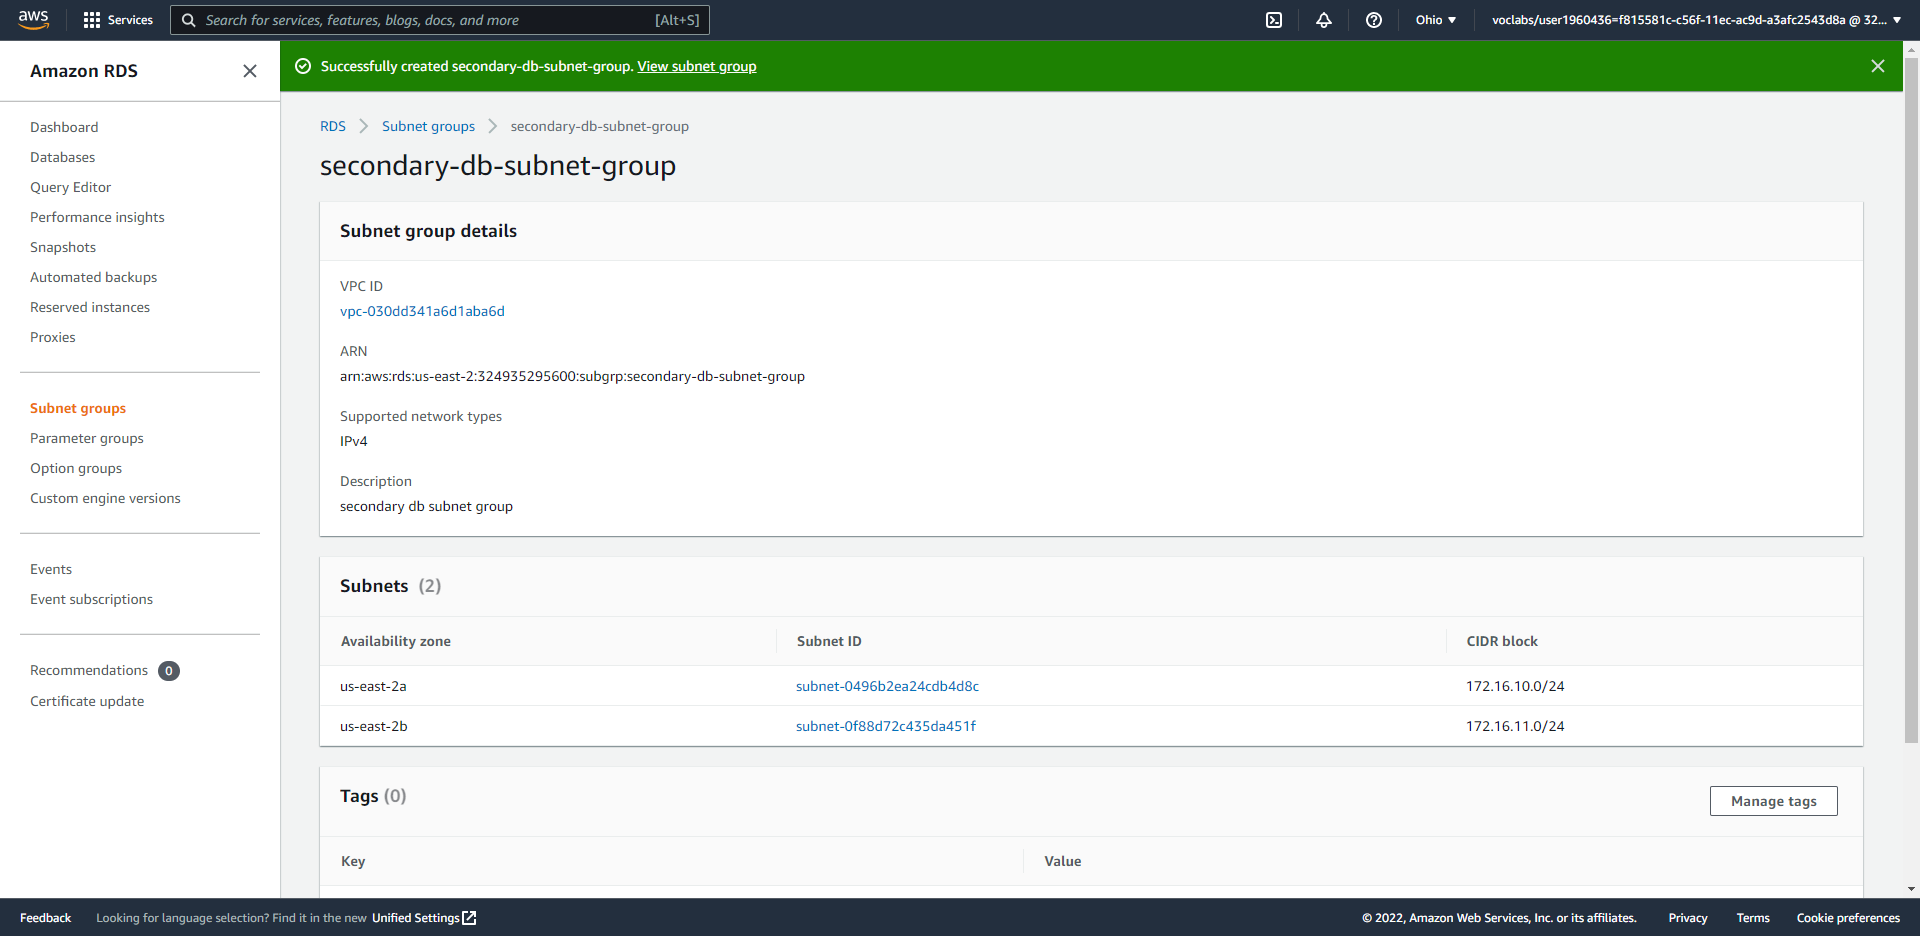 aws
Services
Search for services, features, blogs, docs, and more [Alt+S]
Ohio
voclabs/user1960436=f815581c-c56f-11ec-ac9d-a3afc2543d8a @ 32...
Amazon RDS
Successfully created secondary-db-subnet-group. View subnet group
Dashboard
Databases
Query Editor
Performance insights
Snapshots
Automated backups
Reserved instances
Proxies
Subnet groups
Parameter groups
Option groups
Custom engine versions
Events
Event subscriptions
Recommendations 0
Certificate update
RDS > Subnet groups > secondary-db-subnet-group
secondary-db-subnet-group
Subnet group details
VPC ID
vpc-030dd341a6d1aba6d
ARN
arn:aws:rds:us-east-2:324935295600:subgrp:secondary-db-subnet-group
Supported network types
IPv4
Description
secondary db subnet group
Subnets (2)
Availability zone Subnet ID CIDR block
us-east-2a subnet-0496b2ea24cdb4d8c 172.16.10.0/24
us-east-2b subnet-0f88d72c435da451f 172.16.11.0/24
Tags (0)
Manage tags
Key Value
Feedback Looking for language selection? Find it in the new Unified Settings
© 2022, Amazon Web Services, Inc. or its affiliates. Privacy Terms Cookie preferences